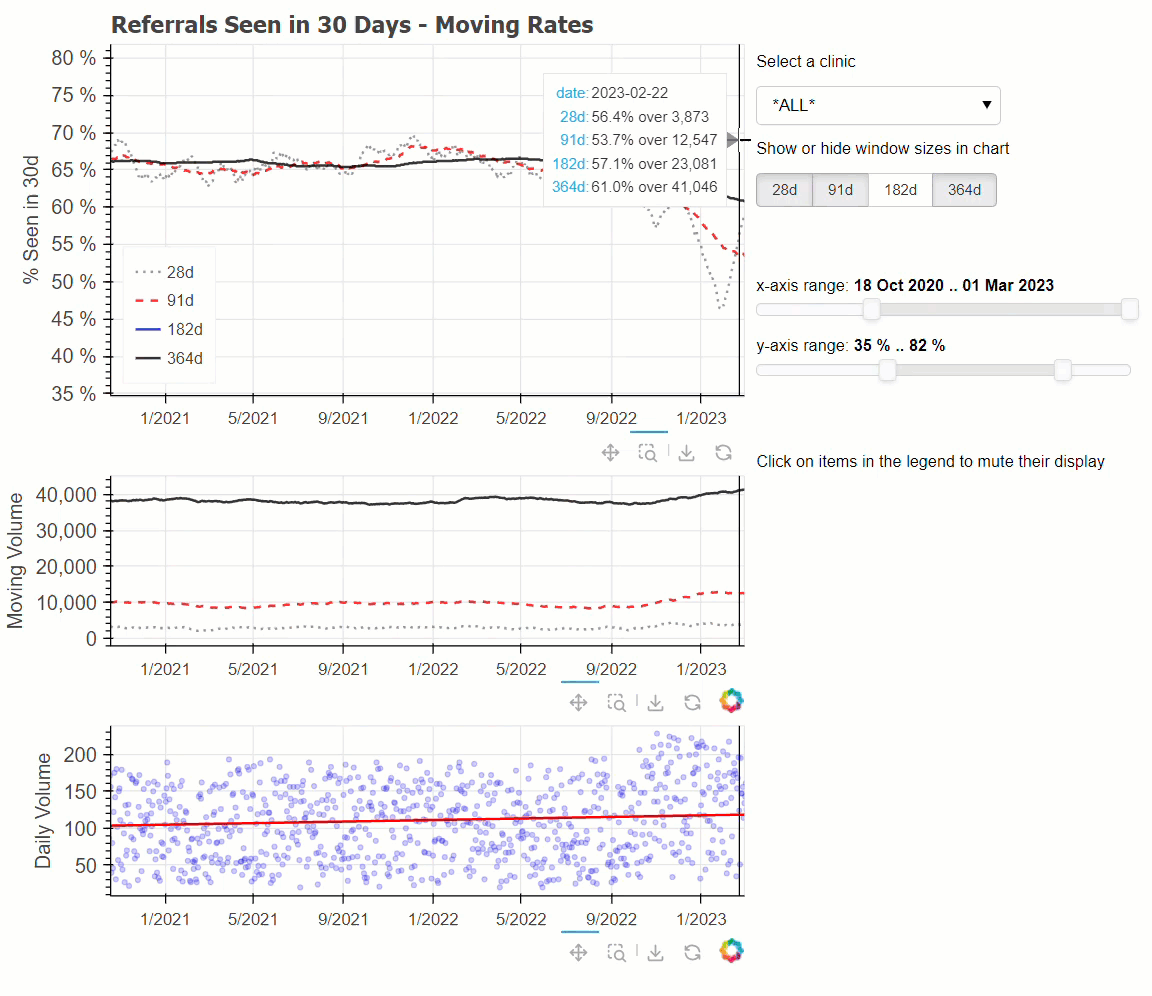 Referrals Seen in 30 Days - Moving Rates
% Seen in 30d
80 %
75 %
70 %
65 %
60 %
55 %
50 %
45 %
40 %
35 %
date: 2023-02-22
28d: 56.4% over 3,873
91d: 53.7% over 12,547
182d: 57.1% over 23,081
364d: 61.0% over 41,046
28d
91d
182d
364d
1/2021 5/2021 9/2021 1/2022 5/2022 9/2022 1/2023
Select a clinic
*ALL*
Show or hide window sizes in chart
28d 91d 182d 364d
x-axis range: 18 Oct 2020 .. 01 Mar 2023
y-axis range: 35 % .. 82 %
Click on items in the legend to mute their display
Moving Volume
40,000
30,000
20,000
10,000
0
1/2021 5/2021 9/2021 1/2022 5/2022 9/2022 1/2023
Daily Volume
200
150
100
50
1/2021 5/2021 9/2021 1/2022 5/2022 9/2022 1/2023